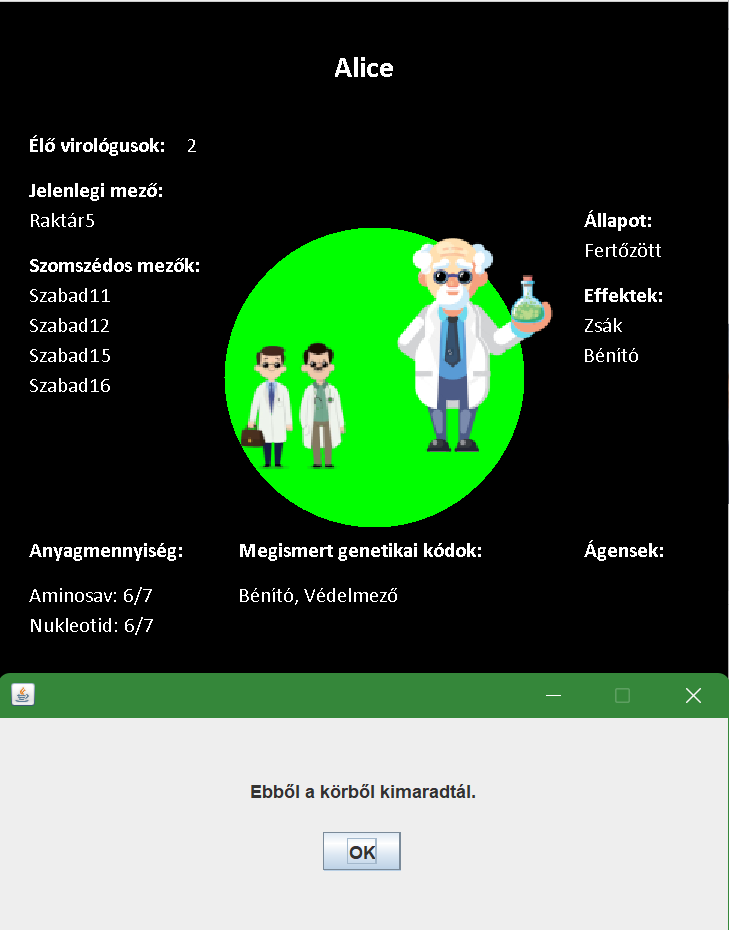 Alice
Élő virológusok: 2
Jelenlegi mező:
Raktár5
Szomszédos mezők:
Szabad11
Szabad12
Szabad15
Szabad16
Állapot:
Fertőzött
Effektek:
Zsák
Bénító
Anyagmennyiség:
Aminosav: 6/7
Nukleotid: 6/7
Megismert genetikai kódok:
Bénító, Védelmező
Ágensek:
Ebből a körből kimaradtál.
OK